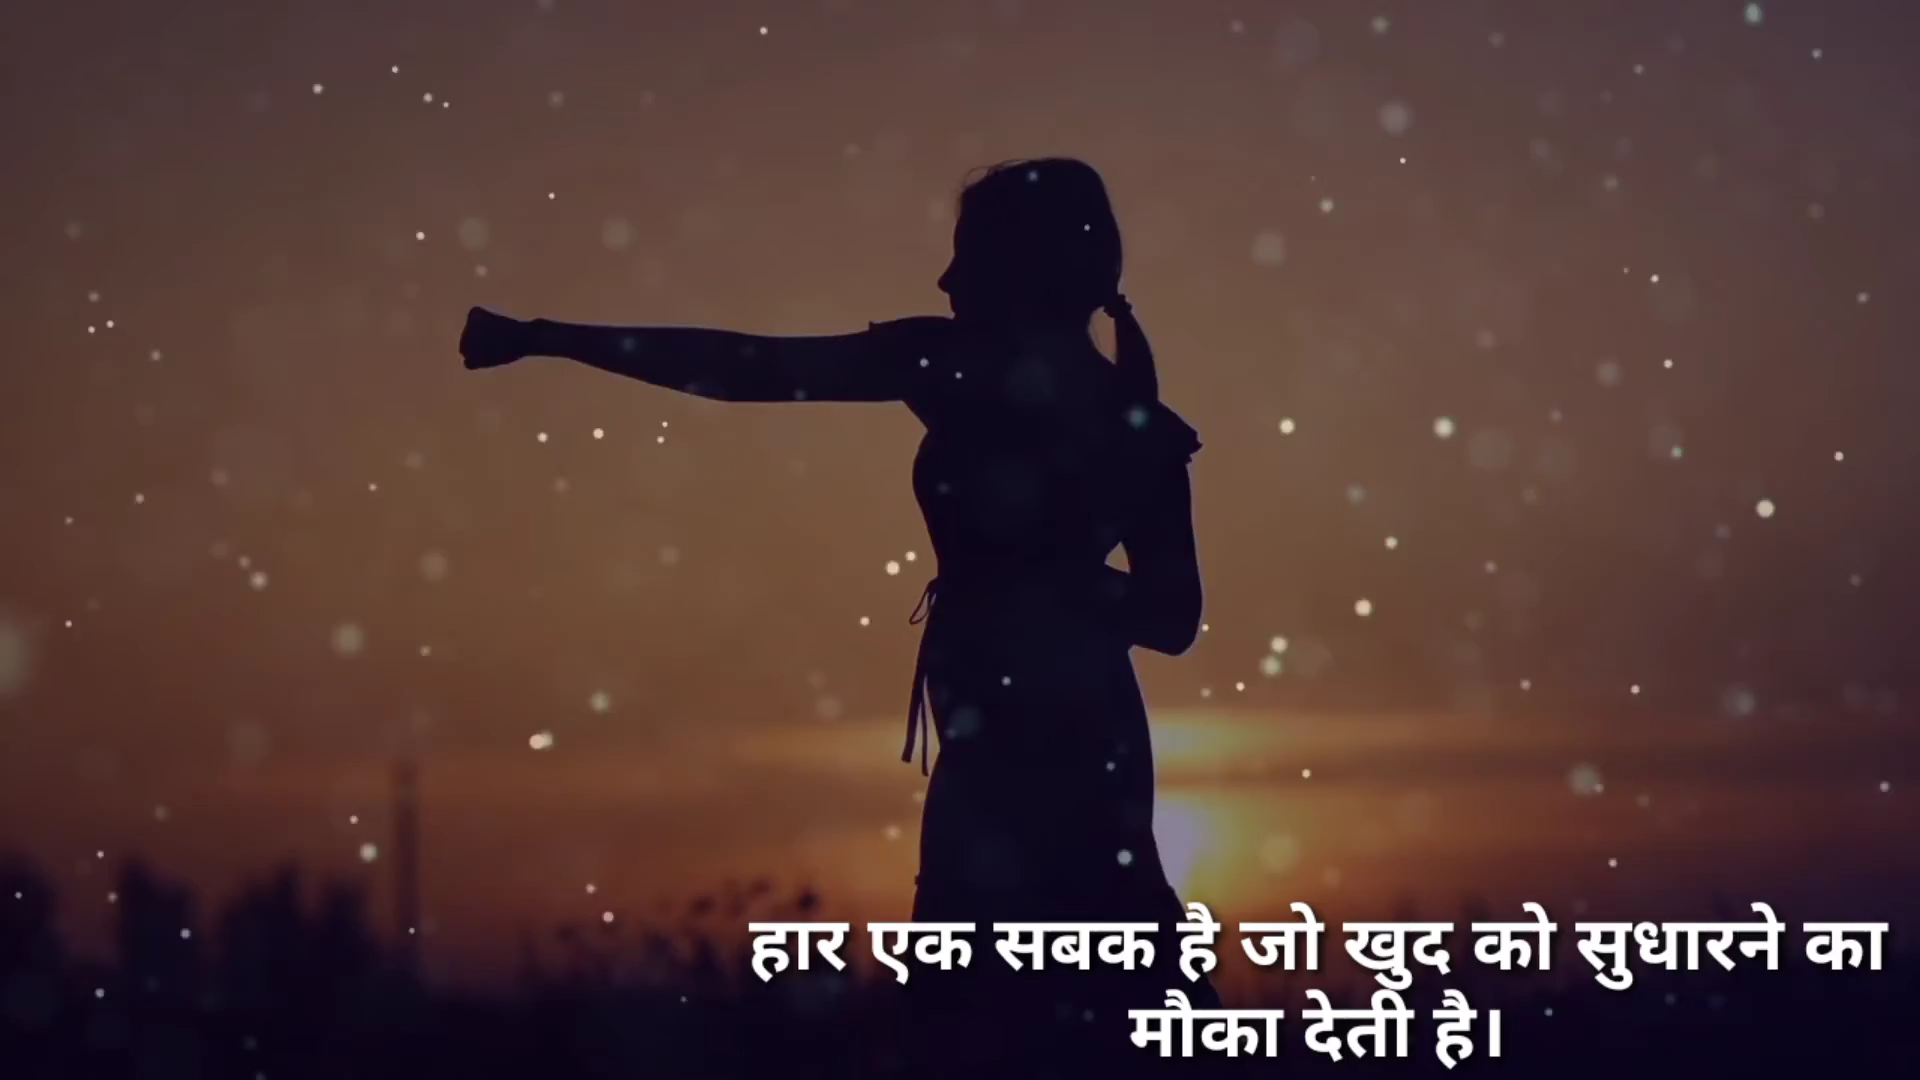 हार एक सबक है जो खुद को सुधारने का
मौका देती है।